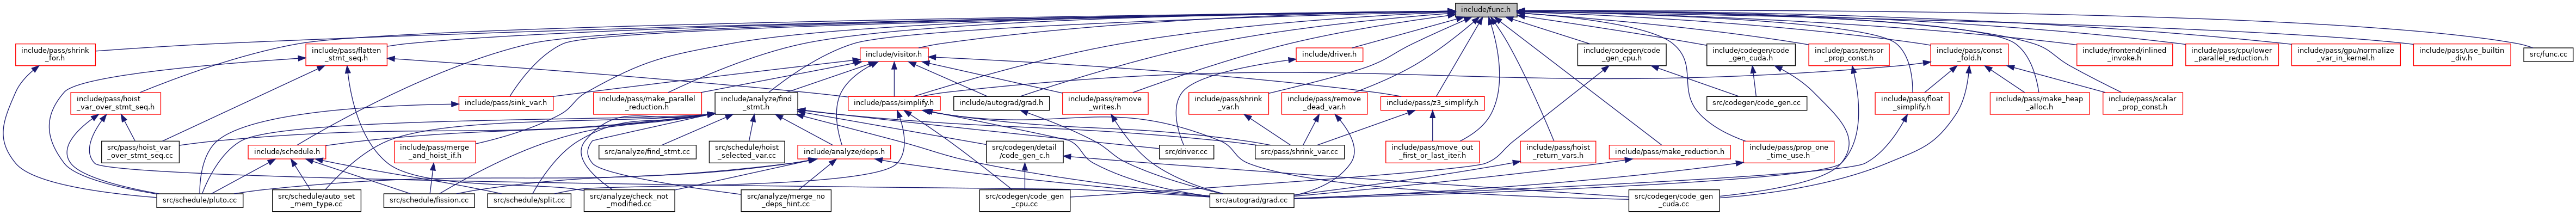 include/func.h
include/pass/shrink
_for.h
include/pass/flatten
_stmt_seq.h
include/visitor.h
include/driver.h
include/codegen/code
_gen_cpu.h
include/codegen/code
_gen_cuda.h
include/pass/tensor
_prop_const.h
include/pass/const
_fold.h
include/frontend/inlined
_invoke.h
include/pass/cpu/lower
_parallel_reduction.h
include/pass/gpu/normalize
_var_in_kernel.h
include/pass/use_builtin
_div.h
src/func.cc
include/pass/hoist
_var_over_stmt_seq.h
include/pass/sink_var.h
include/pass/make_parallel
_reduction.h
include/analyze/find
_stmt.h
include/pass/simplify.h
include/autograd/grad.h
include/pass/remove
_writes.h
include/pass/shrink
_var.h
include/pass/remove
_dead_var.h
include/pass/z3_simplify.h
src/codegen/code_gen.cc
include/pass/float
_simplify.h
include/pass/make_heap
_alloc.h
include/pass/scalar
_prop_const.h
src/pass/hoist_var
_over_stmt_seq.cc
include/schedule.h
include/pass/merge
_and_hoist_if.h
src/analyze/find_stmt.cc
src/schedule/hoist
_selected_var.cc
include/analyze/deps.h
src/codegen/detail
/code_gen_c.h
src/driver.cc
src/pass/shrink_var.cc
include/pass/move_out
_first_or_last_iter.h
include/pass/hoist
_return_vars.h
include/pass/make_reduction.h
include/pass/prop_one
_time_use.h
src/schedule/pluto.cc
src/schedule/auto_set
_mem_type.cc
src/schedule/fission.cc
src/schedule/split.cc
src/analyze/check_not
_modified.cc
src/analyze/merge_no
_deps_hint.cc
src/codegen/code_gen
_cpu.cc
src/autograd/grad.cc
src/codegen/code_gen
_cuda.cc